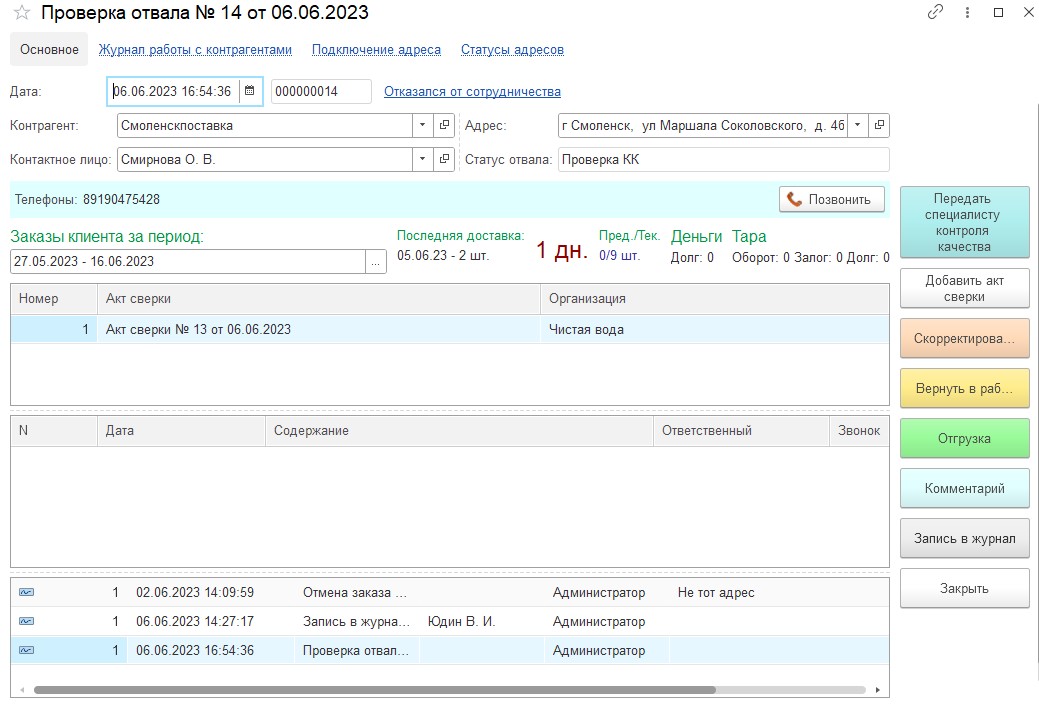 Проверка отвала № 14 от 06.06.2023
Основное Журнал работы с контрагентами Подключение адреса Статусы адресов
Дата: 06.06.2023 16:54:36 000000014 Отказался от сотрудничества
Контрагент: Смоленскпоставка Адрес: г Смоленск, ул Маршала Соколовского, д. 4б
Контактное лицо: Смирнова О. В. Статус отвала: Проверка КК
Телефоны: 89190475428 Позвонить
Заказы клиента за период:
27.05.2023 - 16.06.2023 ...
Последняя доставка:
05.06.23 - 2 шт.
1 дн.
Пред./Тек.
0/9 шт.
Деньги
Долг: 0
Тара
Оборот: 0 Залог: 0 Долг: 0
Номер Акт сверки Организация
1 Акт сверки № 13 от 06.06.2023 Чистая вода
N Дата Содержание Ответственный Звонок
1 02.06.2023 14:09:59 Отмена заказа ... Администратор Не тот адрес
1 06.06.2023 14:27:17 Запись в журна... Юдин В. И. Администратор
1 06.06.2023 16:54:36 Проверка отвал... Администратор
Передать
специалисту
контроля
качества
Добавить акт
сверки
Скорректирова...
Вернуть в раб...
Отгрузка
Комментарий
Запись в журнал
Закрыть